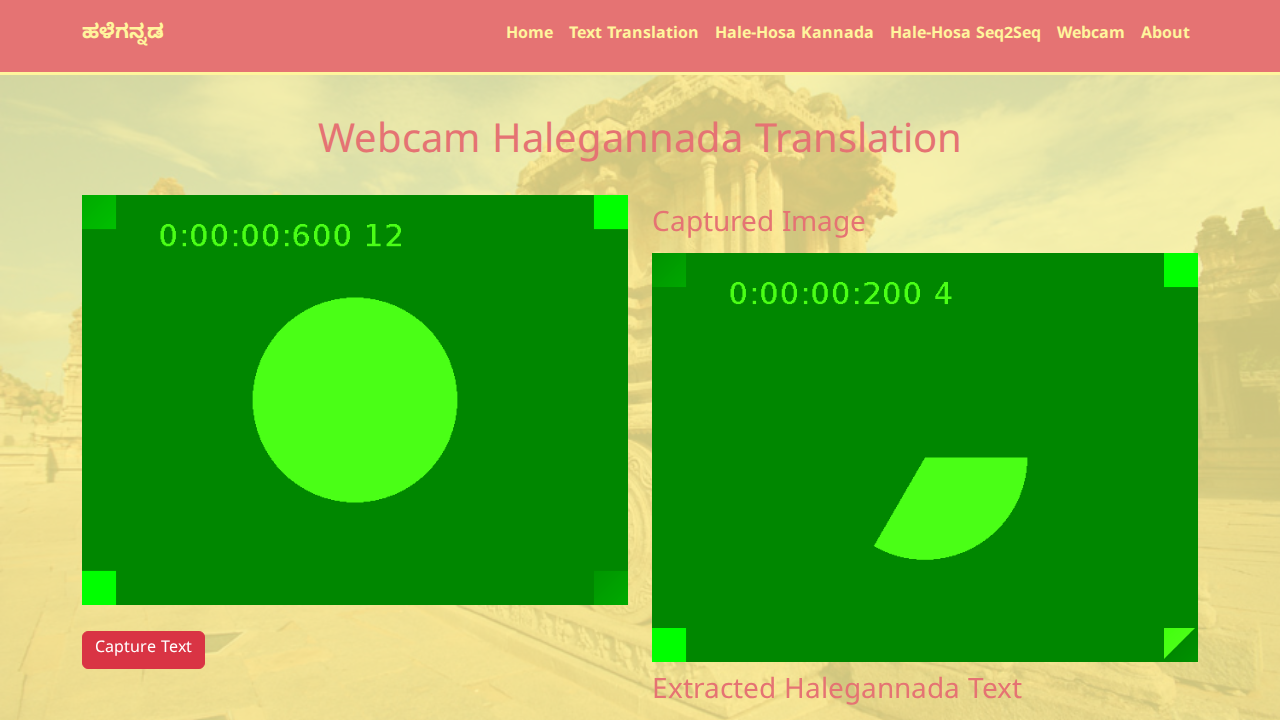 ಹಳೆಗನ್ನಡ
Home Text Translation Hale-Hosa Kannada Hale-Hosa Seq2Seq Webcam About
Webcam Halegannada Translation
0:00:00:600 12
Capture Text
Captured Image
0:00:00:200 4
Extracted Halegannada Text